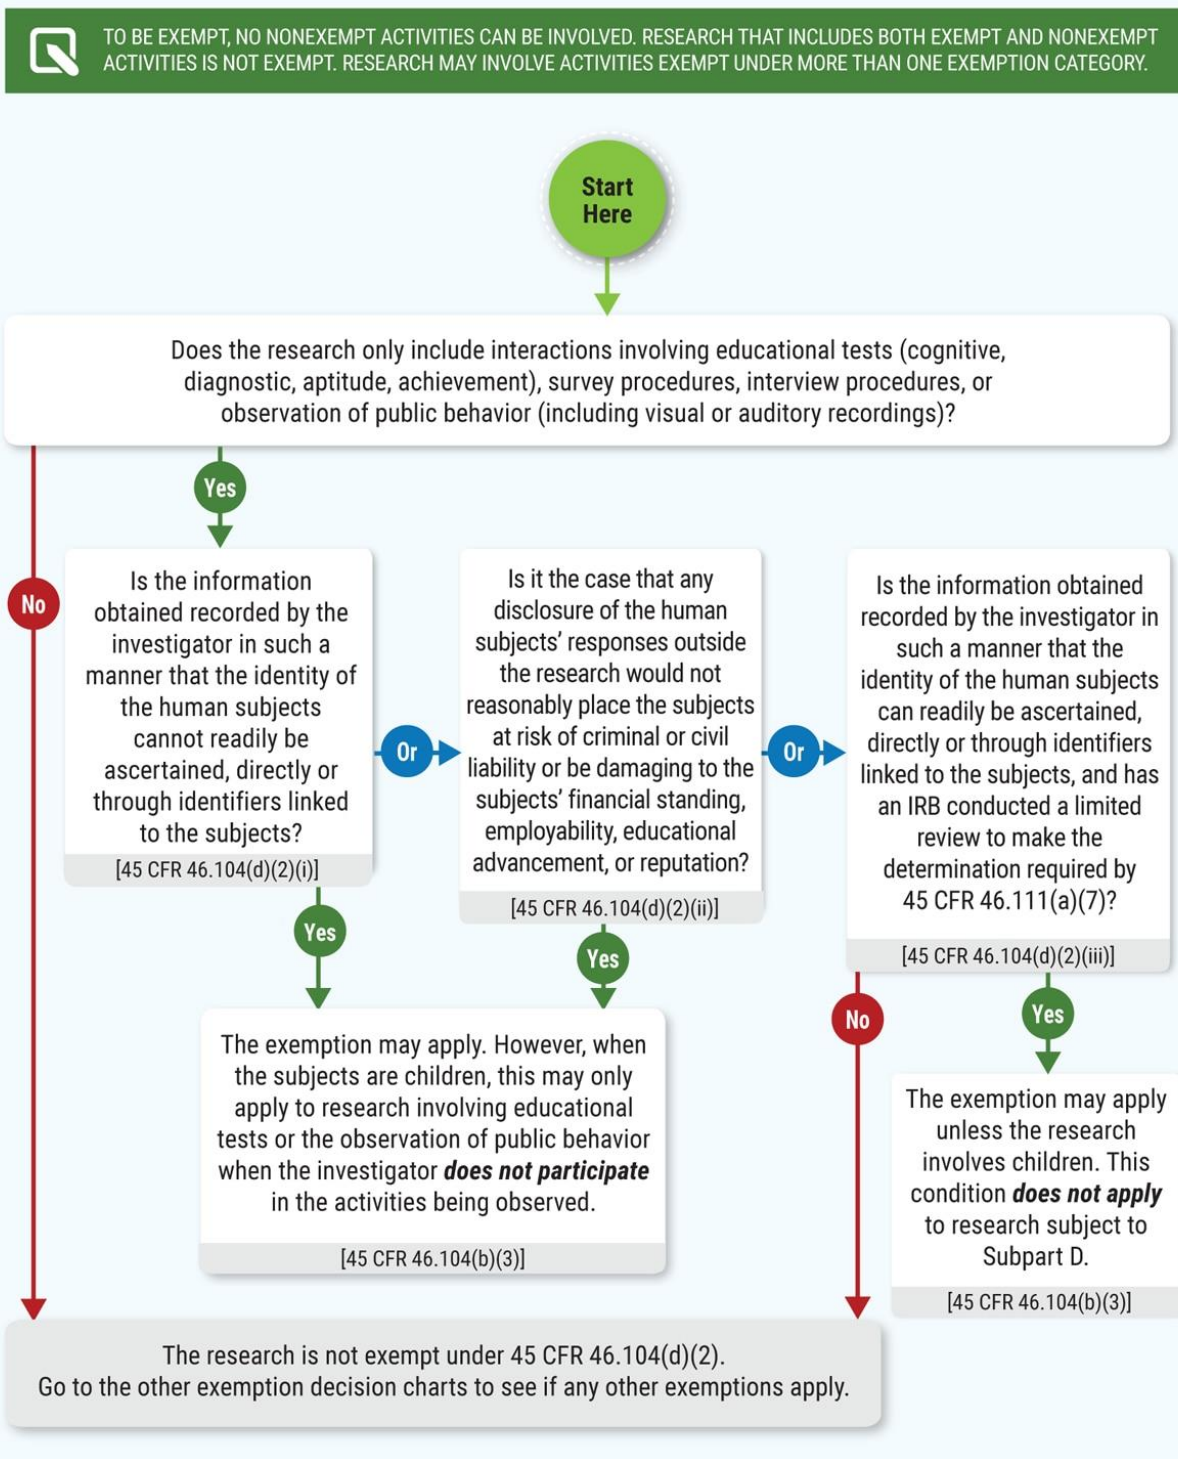 TO BE EXEMPT, NO NONEXEMPT ACTIVITIES CAN BE INVOLVED. RESEARCH THAT INCLUDES BOTH EXEMPT AND NONEXEMPT
ACTIVITIES IS NOT EXEMPT. RESEARCH MAY INVOLVE ACTIVITIES EXEMPT UNDER MORE THAN ONE EXEMPTION CATEGORY.
Start
Here
Does the research only include interactions involving educational tests (cognitive,
diagnostic, aptitude, achievement), survey procedures, interview procedures, or
observation of public behavior (including visual or auditory recordings)?
No
Yes
Is the information
obtained recorded by the
investigator in such a
manner that the identity of
the human subjects
cannot readily be
ascertained, directly or
through identifiers linked
to the subjects?
[45 CFR 46.104(d)(2)(i)]
Or
Is it the case that any
disclosure of the human
subjects’ responses outside
the research would not
reasonably place the subjects
at risk of criminal or civil
liability or be damaging to the
subjects’ financial standing,
employability, educational
advancement, or reputation?
[45 CFR 46.104(d)(2)(ii)]
Or
Is the information obtained
recorded by the investigator in
such a manner that the
identity of the human subjects
can readily be ascertained,
directly or through identifiers
linked to the subjects, and has
an IRB conducted a limited
review to make the
determination required by
45 CFR 46.111(a)(7)?
[45 CFR 46.104(d)(2)(iii)]
Yes
Yes
The exemption may apply. However, when
the subjects are children, this may only
apply to research involving educational
tests or the observation of public behavior
when the investigator does not participate
in the activities being observed.
[45 CFR 46.104(b)(3)]
No
Yes
The exemption may apply
unless the research
involves children. This
condition does not apply
to research subject to
Subpart D.
[45 CFR 46.104(b)(3)]
The research is not exempt under 45 CFR 46.104(d)(2).
Go to the other exemption decision charts to see if any other exemptions apply.